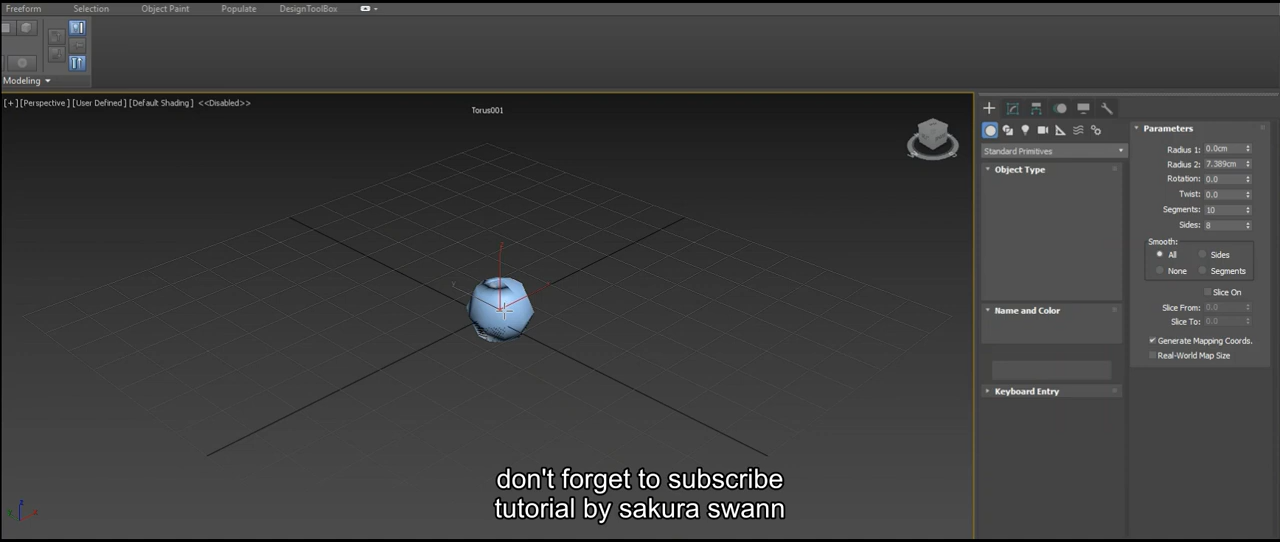 Freeform Selection Object Paint Populate DesignToolBox
Modeling
[+] [Perspective] [User Defined] [Default Shading] <<Disabled>>
Torus001
Standard Primitives
Object Type
Name and Color
Keyboard Entry
Parameters
Radius 1: 0.0cm
Radius 2: 7.389cm
Rotation: 0.0
Twist: 0.0
Segments: 10
Sides: 8
Smooth:
All Sides
None Segments
Slice On
Slice From: 0.0
Slice To: 0.0
Generate Mapping Coords.
Real-World Map Size
don't forget to subscribe
tutorial by sakura swann